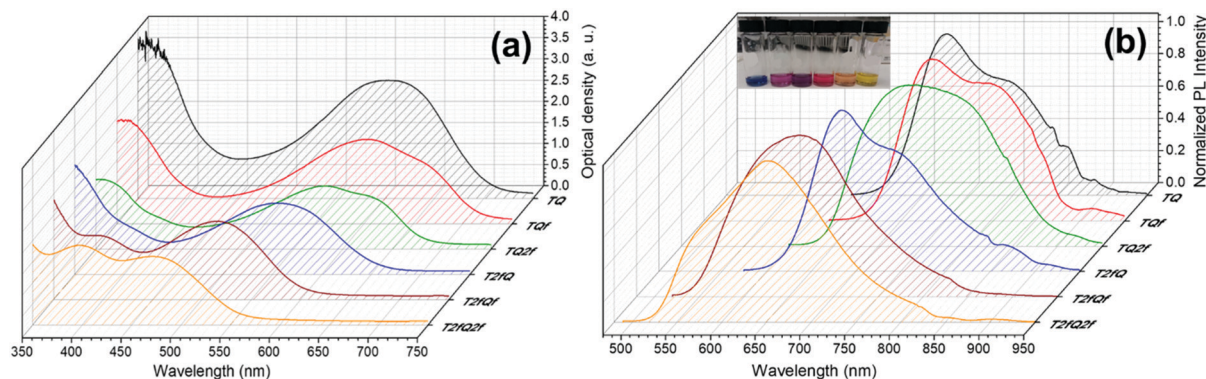 (a)
4.0
3.5
3.0
2.5
2.0
1.5
1.0
0.5
0.0
Optical density (a. u.)
TQ
TQf
TQ2f
T2fQ
T2fQf
T2fQ2f
350 400 450 500 550 600 650 700 750
Wavelength (nm)
(b)
1.0
0.8
0.6
0.4
0.2
0.0
Normalized PL Intensity
TQ
TQf
TQ2f
T2fQ
T2fQf
T2fQ2f
500 550 600 650 700 750 800 850 900 950
Wavelength (nm)